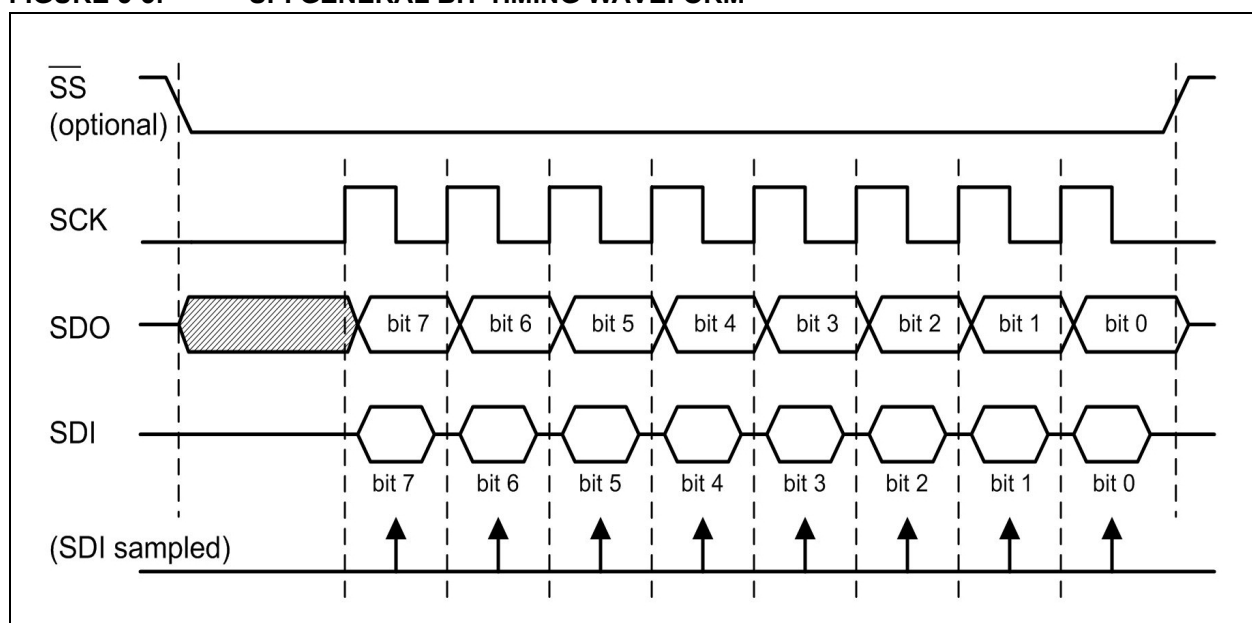 SS
(optional)
SCK
SDO
bit 7 bit 6 bit 5 bit 4 bit 3 bit 2 bit 1 bit 0
SDI
bit 7 bit 6 bit 5 bit 4 bit 3 bit 2 bit 1 bit 0
(SDI sampled)